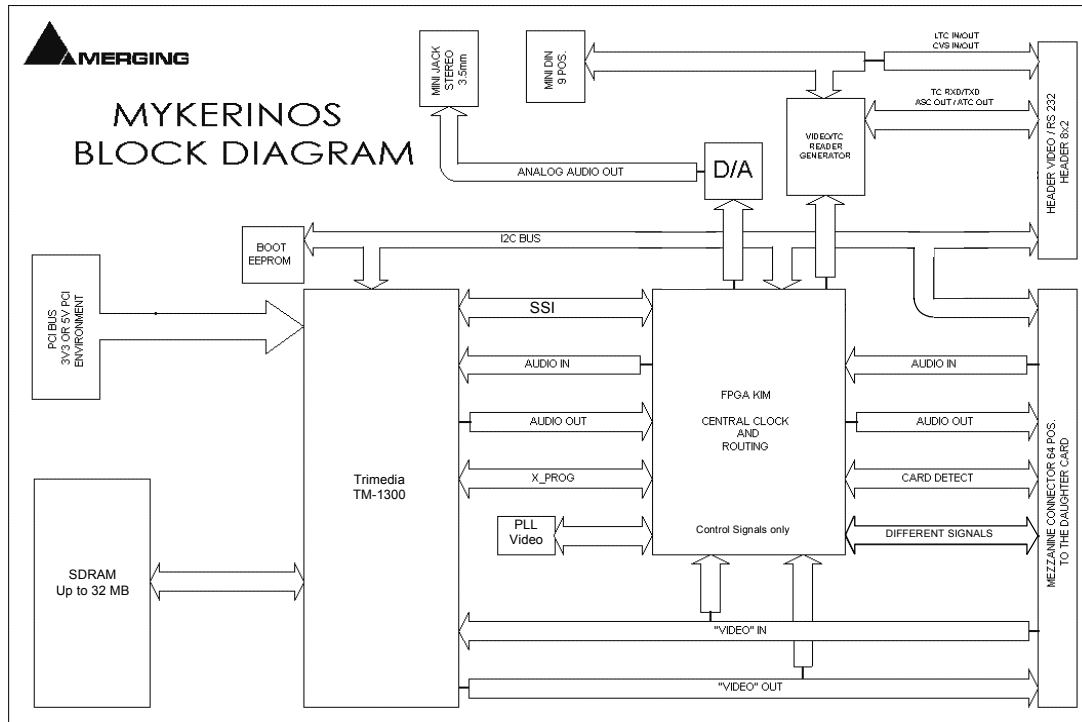 MERGING
MYKERINOS
BLOCK DIAGRAM
MINI JACK
STEREO
3.5mm
MINI DIN
9 POS.
LTC IN/OUT
CVS IN/OUT
TC RXD/TXD
ASC OUT / ATC OUT
HEADER VIDEO / RS 232
HEADER 8x2
VIDEO/TC
READER
GENERATOR
D/A
ANALOG AUDIO OUT
BOOT
EEPROM
I2C BUS
PCI BUS
3V3 OR 5V PCI
ENVIRONMENT
SSI
AUDIO IN
AUDIO OUT
X_PROG
Trimedia
TM-1300
PLL
Video
FPGA KIM
CENTRAL CLOCK
AND
ROUTING
Control Signals only
AUDIO IN
AUDIO OUT
CARD DETECT
DIFFERENT SIGNALS
MEZZANINE CONNECTOR 64 POS.
TO THE DAUGHTER CARD
SDRAM
Up to 32 MB
"VIDEO" IN
"VIDEO" OUT